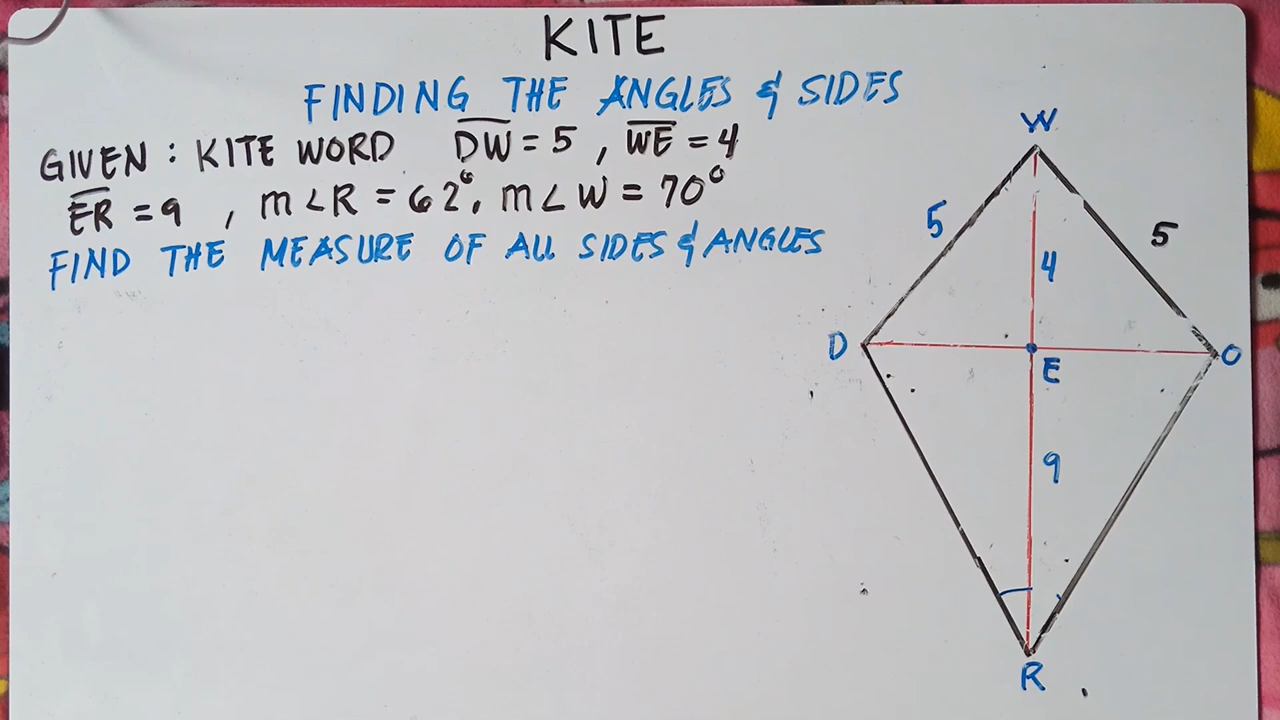 KITE
FINDING THE ANGLES & SIDES
GIVEN : KITE WORD DW = 5 , WE = 4
ER = 9 , m∠R = 62°, m∠W = 70°
FIND THE MEASURE OF ALL SIDES & ANGLES
W
5
5
4
D
E
O
9
R